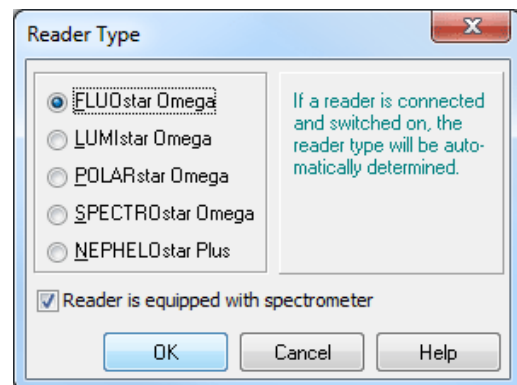 Reader Type
FLUOstar Omega
LUMIstar Omega
POLARstar Omega
SPECTROstar Omega
NEPHELOstar Plus
If a reader is connected
and switched on, the
reader type will be auto-
matically determined.
Reader is equipped with spectrometer
OK
Cancel
Help